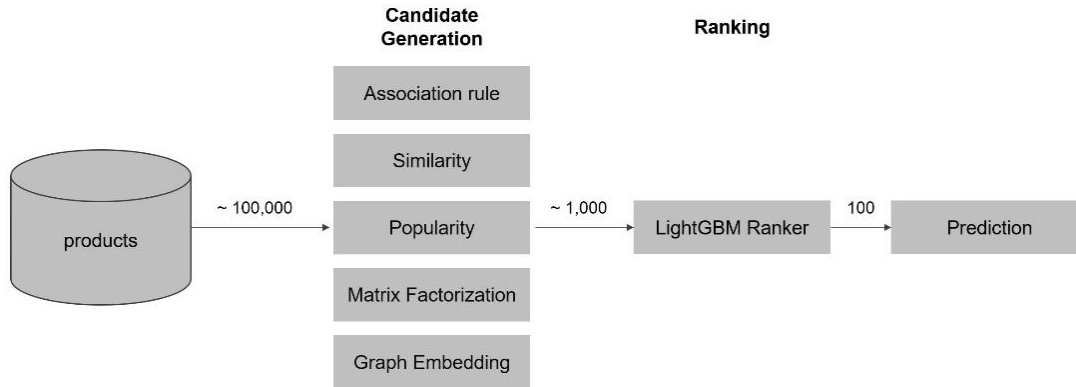 Candidate
Generation
Ranking
Association rule
Similarity
products
~ 100,000
Popularity
~ 1,000
LightGBM Ranker
100
Prediction
Matrix Factorization
Graph Embedding